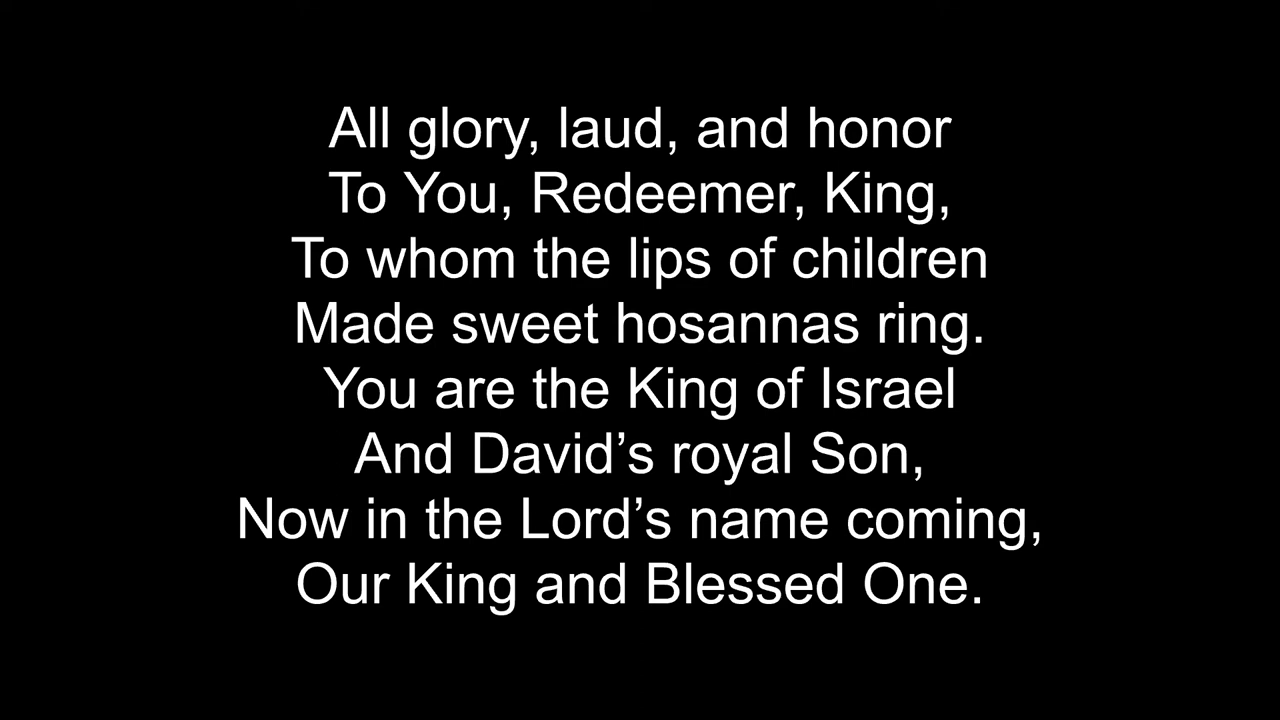 All glory, laud, and honor
To You, Redeemer, King,
To whom the lips of children
Made sweet hosannas ring.
You are the King of Israel
And David’s royal Son,
Now in the Lord’s name coming,
Our King and Blessed One.